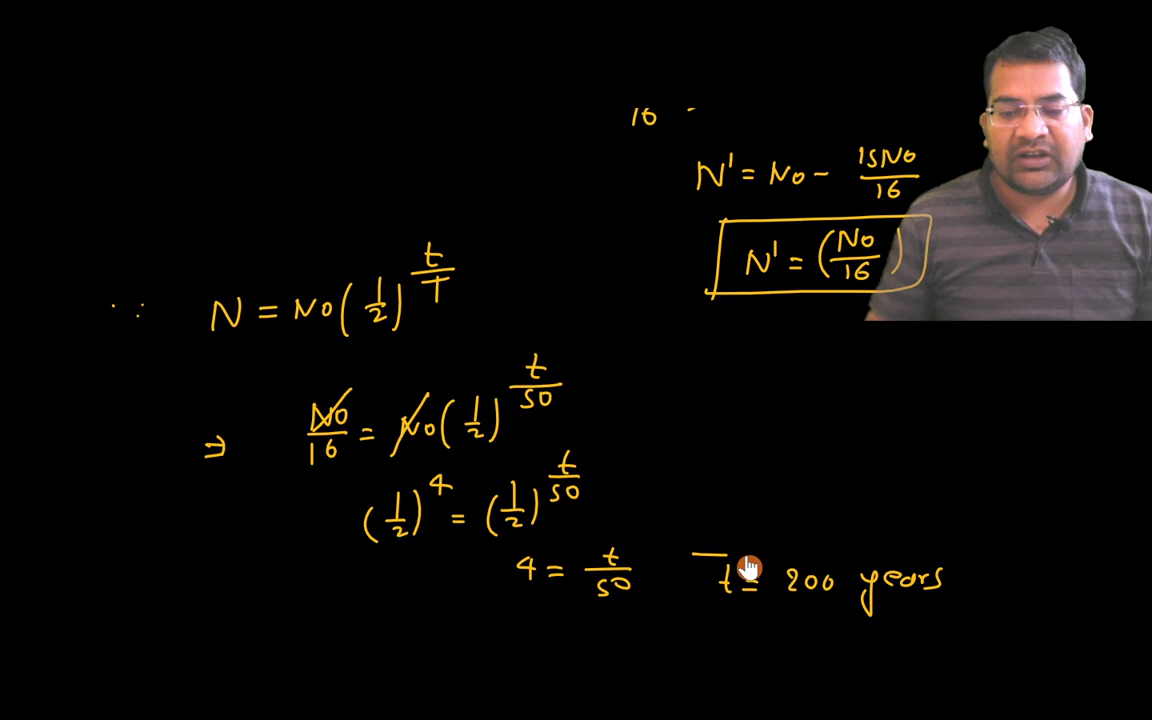 16
N' = No - 15No/16
N' = (No/16)
∵ N = No(1/2)^t/T
⇒ No/16 = No(1/2)^t/50
(1/2)^4 = (1/2)^t/50
4 = t/50
t = 200 years